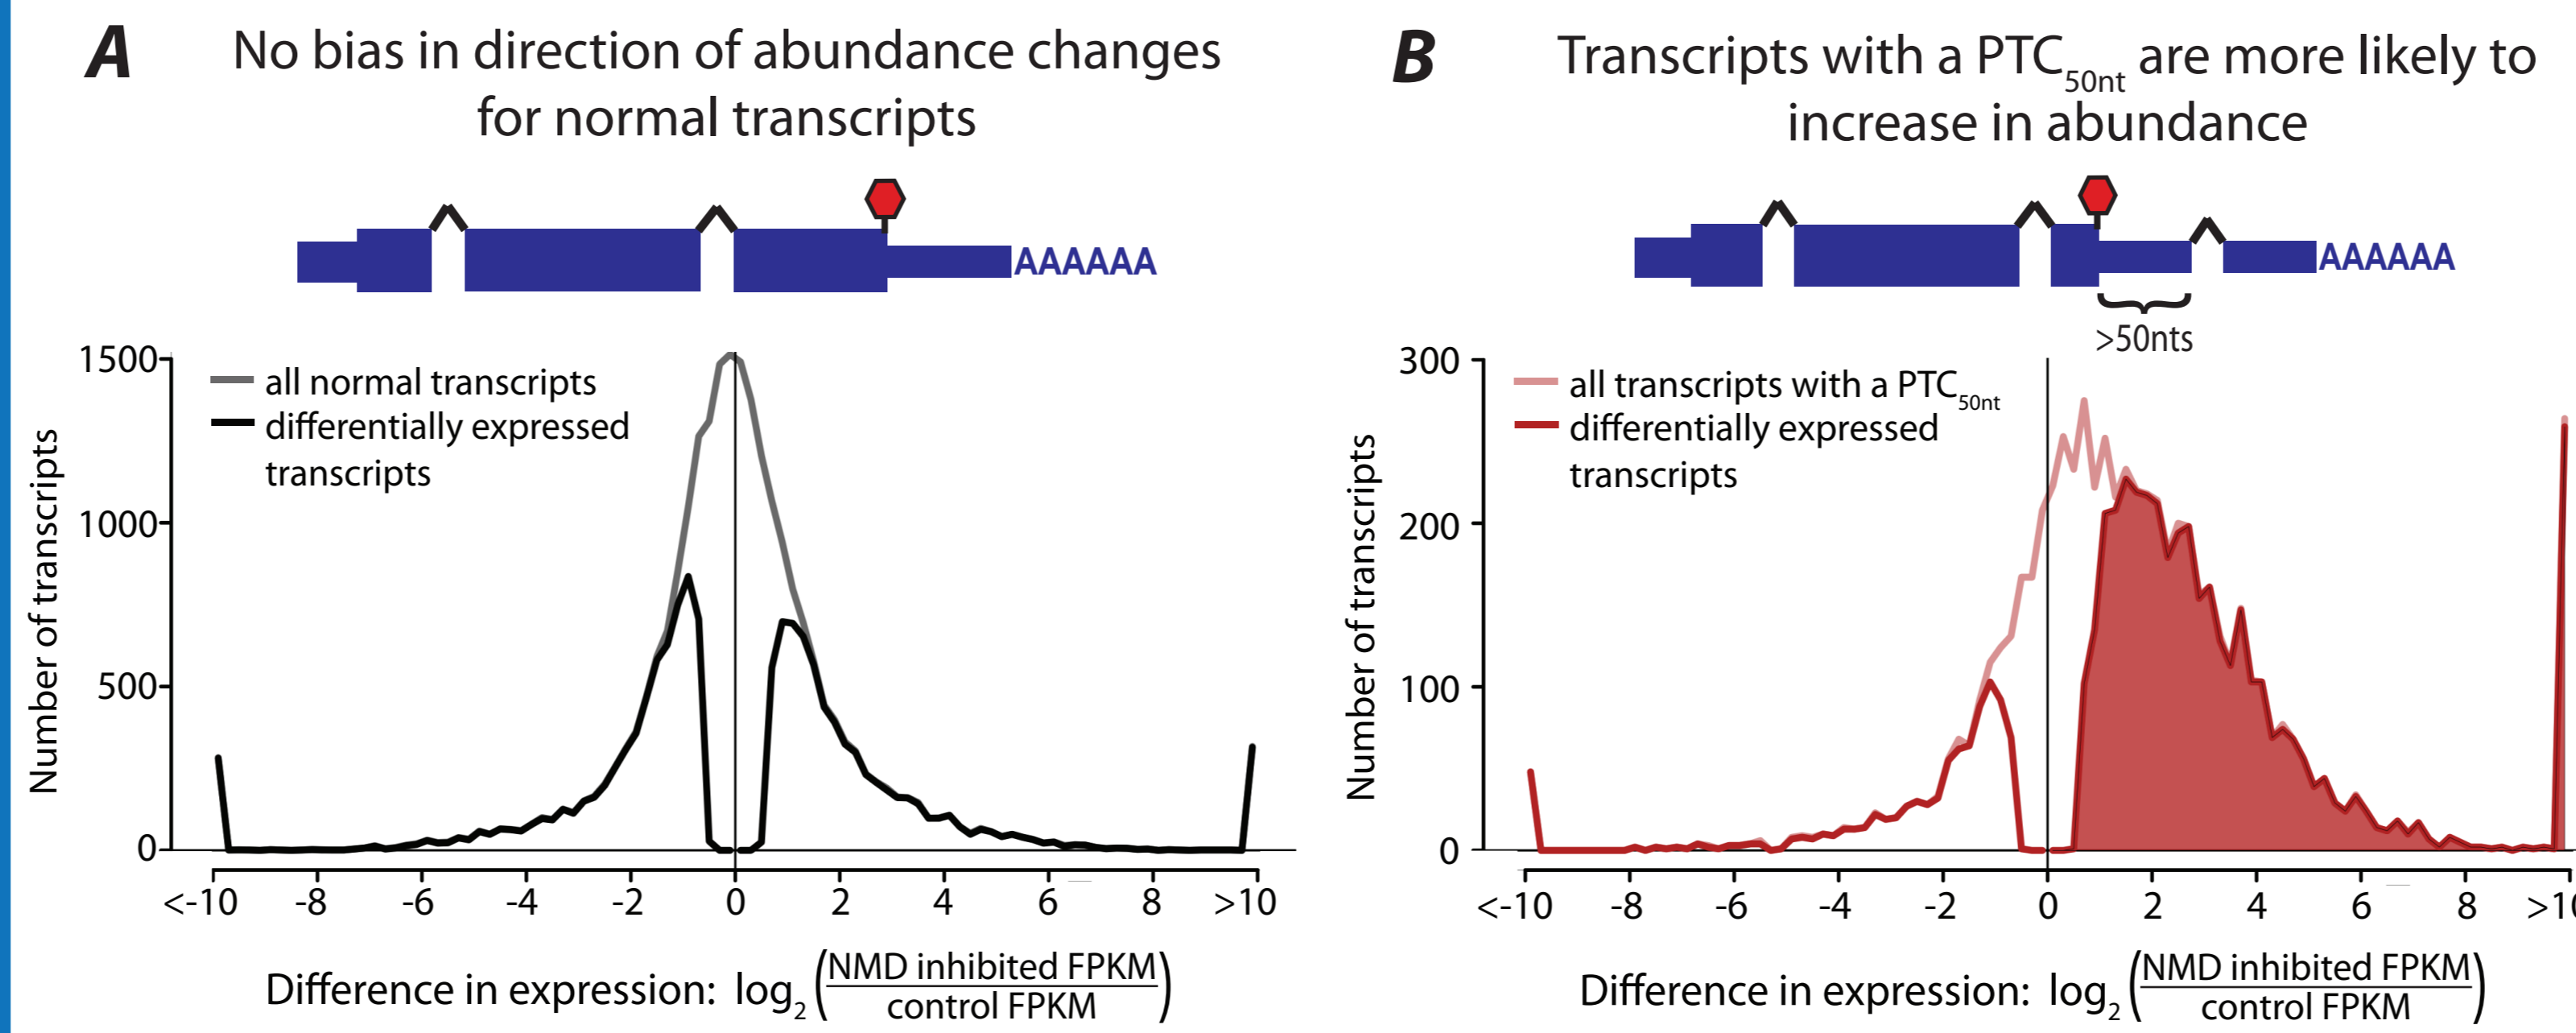 A
No bias in direction of abundance changes
for normal transcripts
AAAAAA
1500
1000
500
0
Number of transcripts
all normal transcripts
differentially expressed
transcripts
<-10 -8 -6 -4 -2 0 2 4 6 8 >10
Difference in expression: log2 (NMD inhibited FPKM
control FPKM)
B
Transcripts with a PTC50nt are more likely to
increase in abundance
AAAAAA
>50nts
300
200
100
0
Number of transcripts
all transcripts with a PTC50nt
differentially expressed
transcripts
<-10 -8 -6 -4 -2 0 2 4 6 8 >10
Difference in expression: log2 (NMD inhibited FPKM
control FPKM)